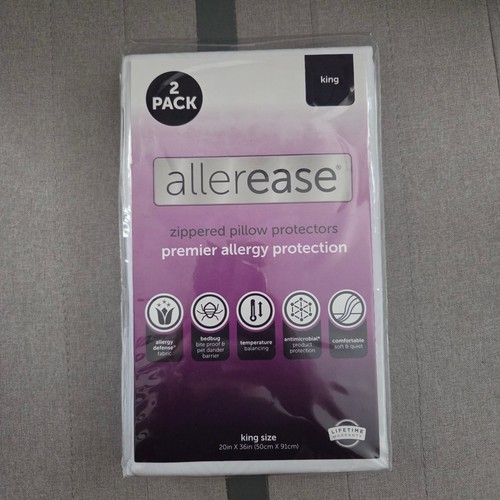 2
PACK
king
allerease®
zippered pillow protectors
premier allergy protection
allergy
defense™
fabric
bedbug
bite proof &
pet dander
barrier
temperature
balancing
antimicrobial*
product
protection
comfortable
soft & quiet
LIFETIME
WARRANTY
king size
20in X 36in (50cm X 91cm)